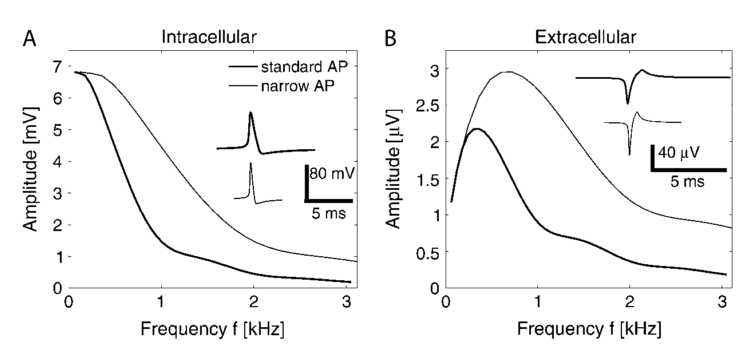 A
Intracellular
standard AP
narrow AP
80 mV
5 ms
Amplitude [mV]
7
6
5
4
3
2
1
0
0
1
2
3
Frequency f [kHz]
B
Extracellular
40 µV
5 ms
Amplitude [µV]
3
2.5
2
1.5
1
0.5
0
0
1
2
3
Frequency f [kHz]